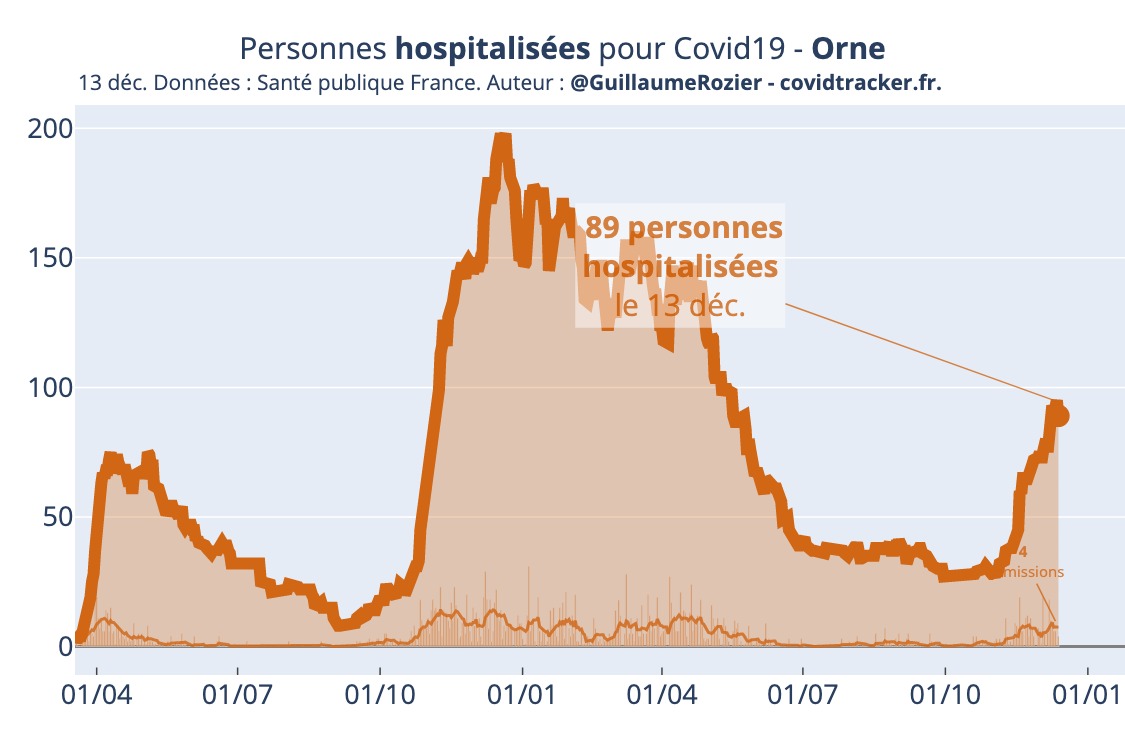 Personnes hospitalisées pour Covid19 - Orne
13 déc. Données : Santé publique France. Auteur : @GuillaumeRozier - covidtracker.fr.
200
150
100
50
0
89 personnes
hospitalisées
le 13 déc.
4
missions
01/04 01/07 01/10 01/01 01/04 01/07 01/10 01/01